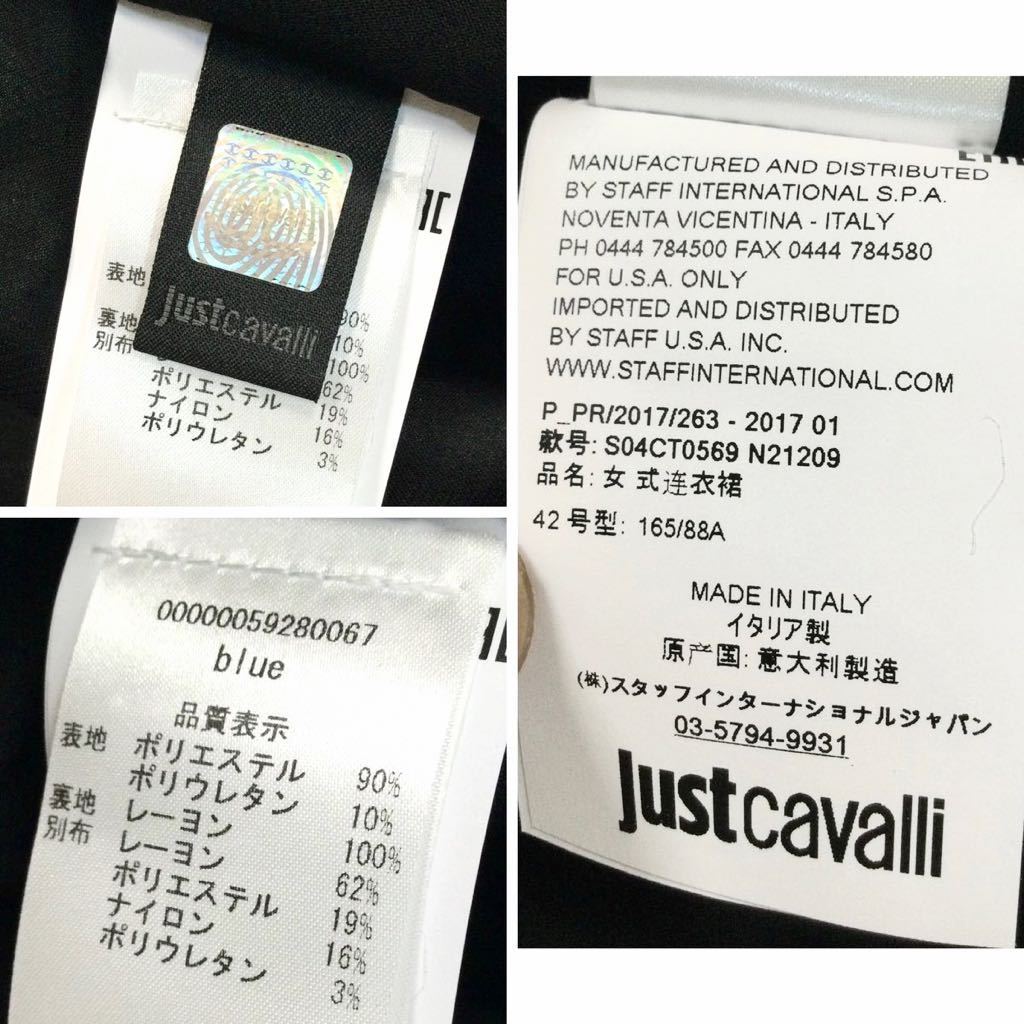 表地
90%
10%
裏地
100%
別布
62%
ポリエステル
19%
ナイロン
16%
ポリウレタン
3%
justcavalli
00000059280067
blue
品質表示
表地 ポリエステル 90%
ポリウレタン 10%
裏地 レーヨン 100%
別布 レーヨン 62%
ポリエステル 19%
ナイロン 16%
ポリウレタン 3%
MANUFACTURED AND DISTRIBUTED
BY STAFF INTERNATIONAL S.P.A.
NOVENTA VICENTINA - ITALY
PH 0444 784500 FAX 0444 784580
FOR U.S.A. ONLY
IMPORTED AND DISTRIBUTED
BY STAFF U.S.A. INC.
WWW.STAFFINTERNATIONAL.COM
P_PR/2017/263 - 2017 01
款号: S04CT0569 N21209
品名: 女 式连衣裙
42 号型: 165/88A
MADE IN ITALY
イタリア製
原产国: 意大利製造
(株)スタッフインターナショナルジャパン
03-5794-9931
justcavalli